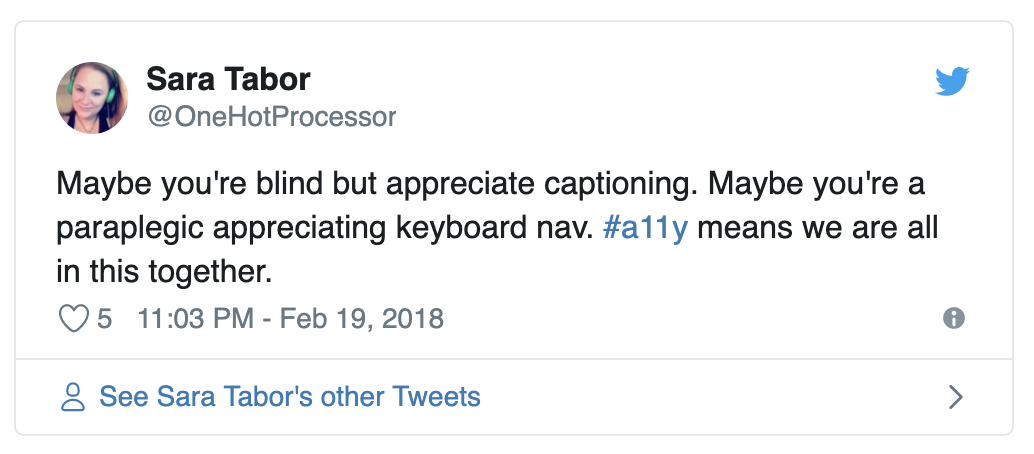 Sara Tabor
@OneHotProcessor
Maybe you're blind but appreciate captioning. Maybe you're a
paraplegic appreciating keyboard nav. #a11y means we are all
in this together.
5 11:03 PM - Feb 19, 2018
See Sara Tabor's other Tweets